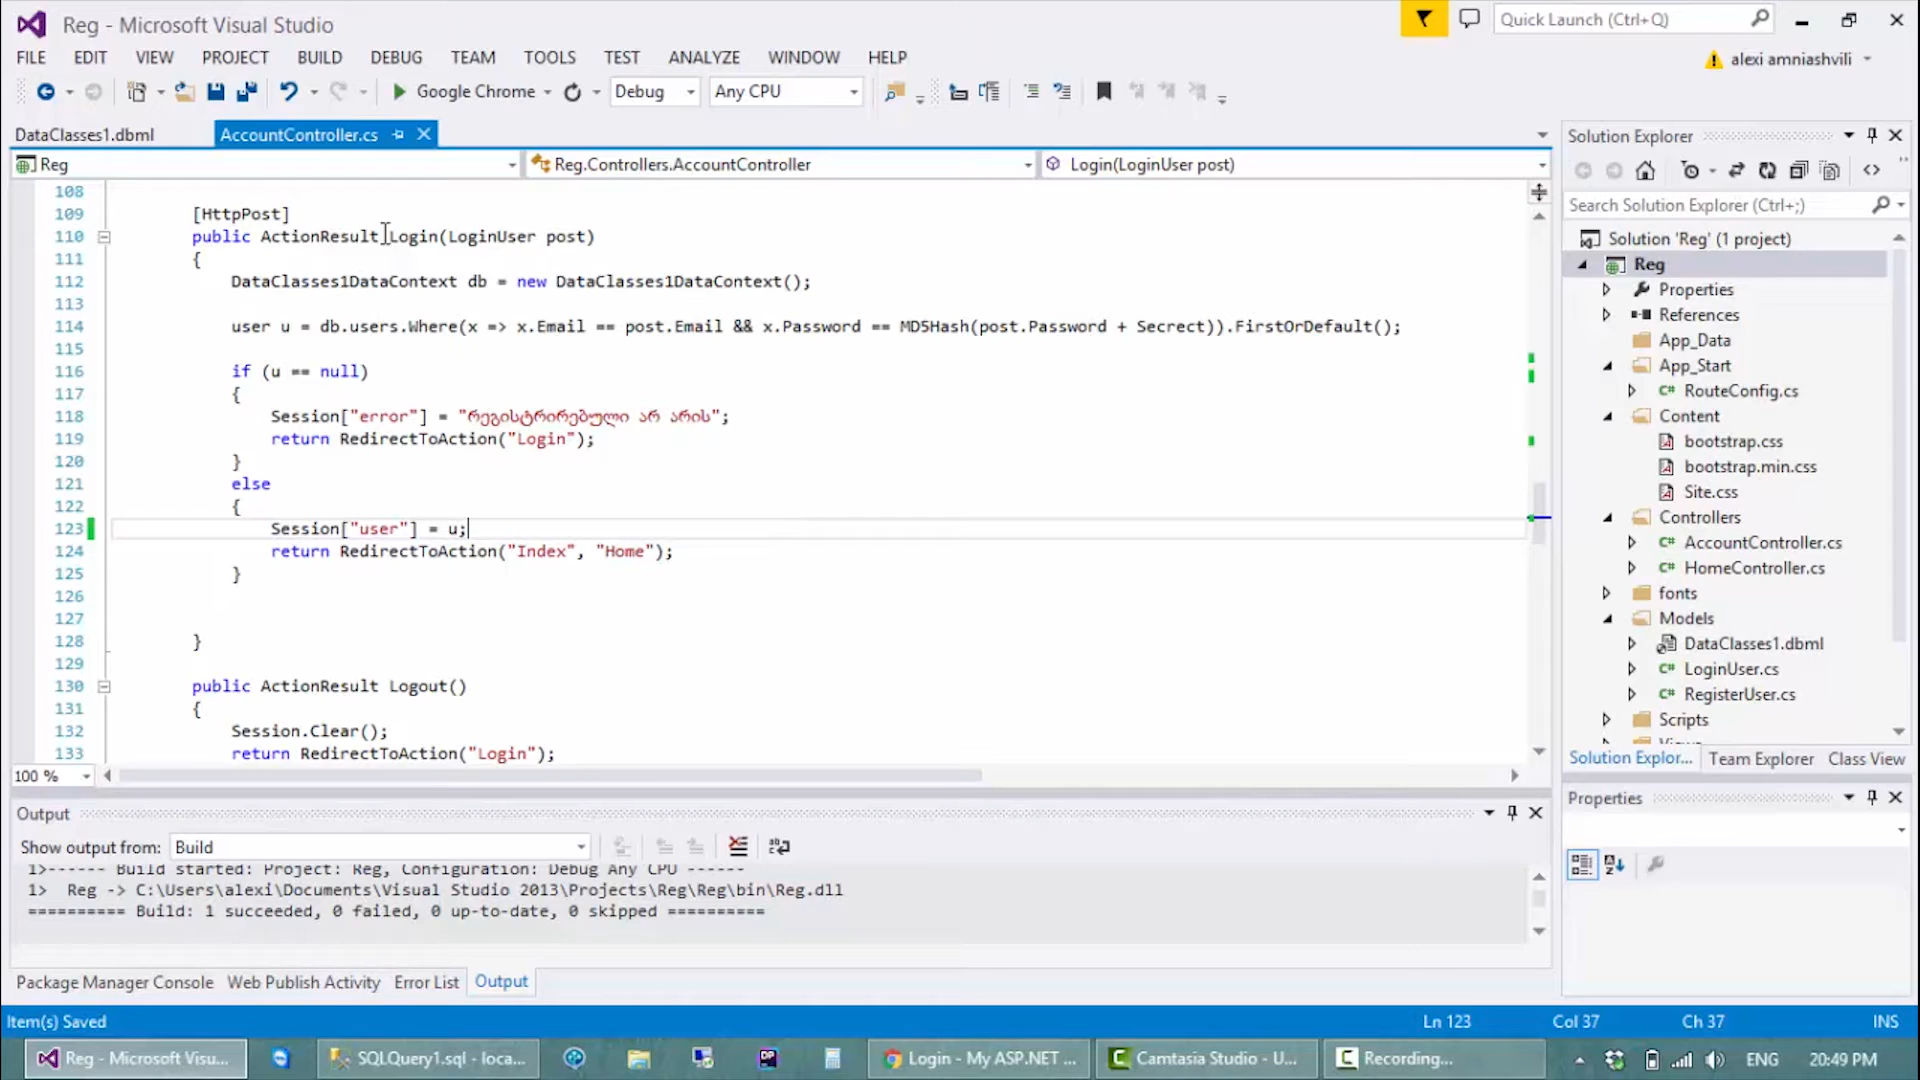 Reg - Microsoft Visual Studio
Quick Launch (Ctrl+Q)
FILE EDIT VIEW PROJECT BUILD DEBUG TEAM TOOLS TEST ANALYZE WINDOW HELP
alexi amniashvili
Google Chrome Debug Any CPU
DataClasses1.dbml AccountController.cs
Reg Reg.Controllers.AccountController Login(LoginUser post)
108
109 [HttpPost]
110 public ActionResult Login(LoginUser post)
111 {
112 DataClasses1DataContext db = new DataClasses1DataContext();
113
114 user u = db.users.Where(x => x.Email == post.Email && x.Password == MD5Hash(post.Password + Secrect)).FirstOrDefault();
115
116 if (u == null)
117 {
118 Session["error"] = "რეგისტრირებული არ არის";
119 return RedirectToAction("Login");
120 }
121 else
122 {
123 Session["user"] = u;
124 return RedirectToAction("Index", "Home");
125 }
126
127
128 }
129
130 public ActionResult Logout()
131 {
132 Session.Clear();
133 return RedirectToAction("Login");
100 %
Output
Show output from: Build
1>------ Build started: Project: Reg, Configuration: Debug Any CPU ------
1> Reg -> C:\Users\alexi\Documents\Visual Studio 2013\Projects\Reg\Reg\bin\Reg.dll
========== Build: 1 succeeded, 0 failed, 0 up-to-date, 0 skipped ==========
Package Manager Console Web Publish Activity Error List Output
Solution Explorer
Search Solution Explorer (Ctrl+;)
Solution 'Reg' (1 project)
Reg
Properties
References
App_Data
App_Start
C# RouteConfig.cs
Content
bootstrap.css
bootstrap.min.css
Site.css
Controllers
C# AccountController.cs
C# HomeController.cs
fonts
Models
DataClasses1.dbml
C# LoginUser.cs
C# RegisterUser.cs
Scripts
Solution Explor... Team Explorer Class View
Properties
Item(s) Saved Ln 123 Col 37 Ch 37 INS
Reg - Microsoft Visu... SQLQuery1.sql - loca... DP Login - My ASP.NET ... Camtasia Studio - U... Recording... ENG 20:49 PM